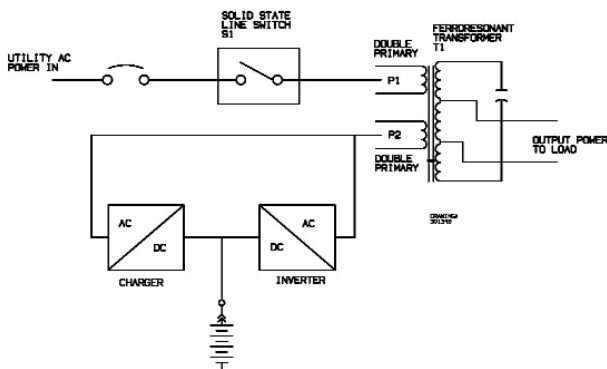 SOLID STATE
LINE SWITCH
S1
FERRORESONANT
TRANSFORMER
T1
UTILITY AC
POWER IN
DOUBLE
PRIMARY
P1
P2
DOUBLE
PRIMARY
OUTPUT POWER
TO LOAD
AC
DC
CHARGER
AC
DC
INVERTER
DRAWING#